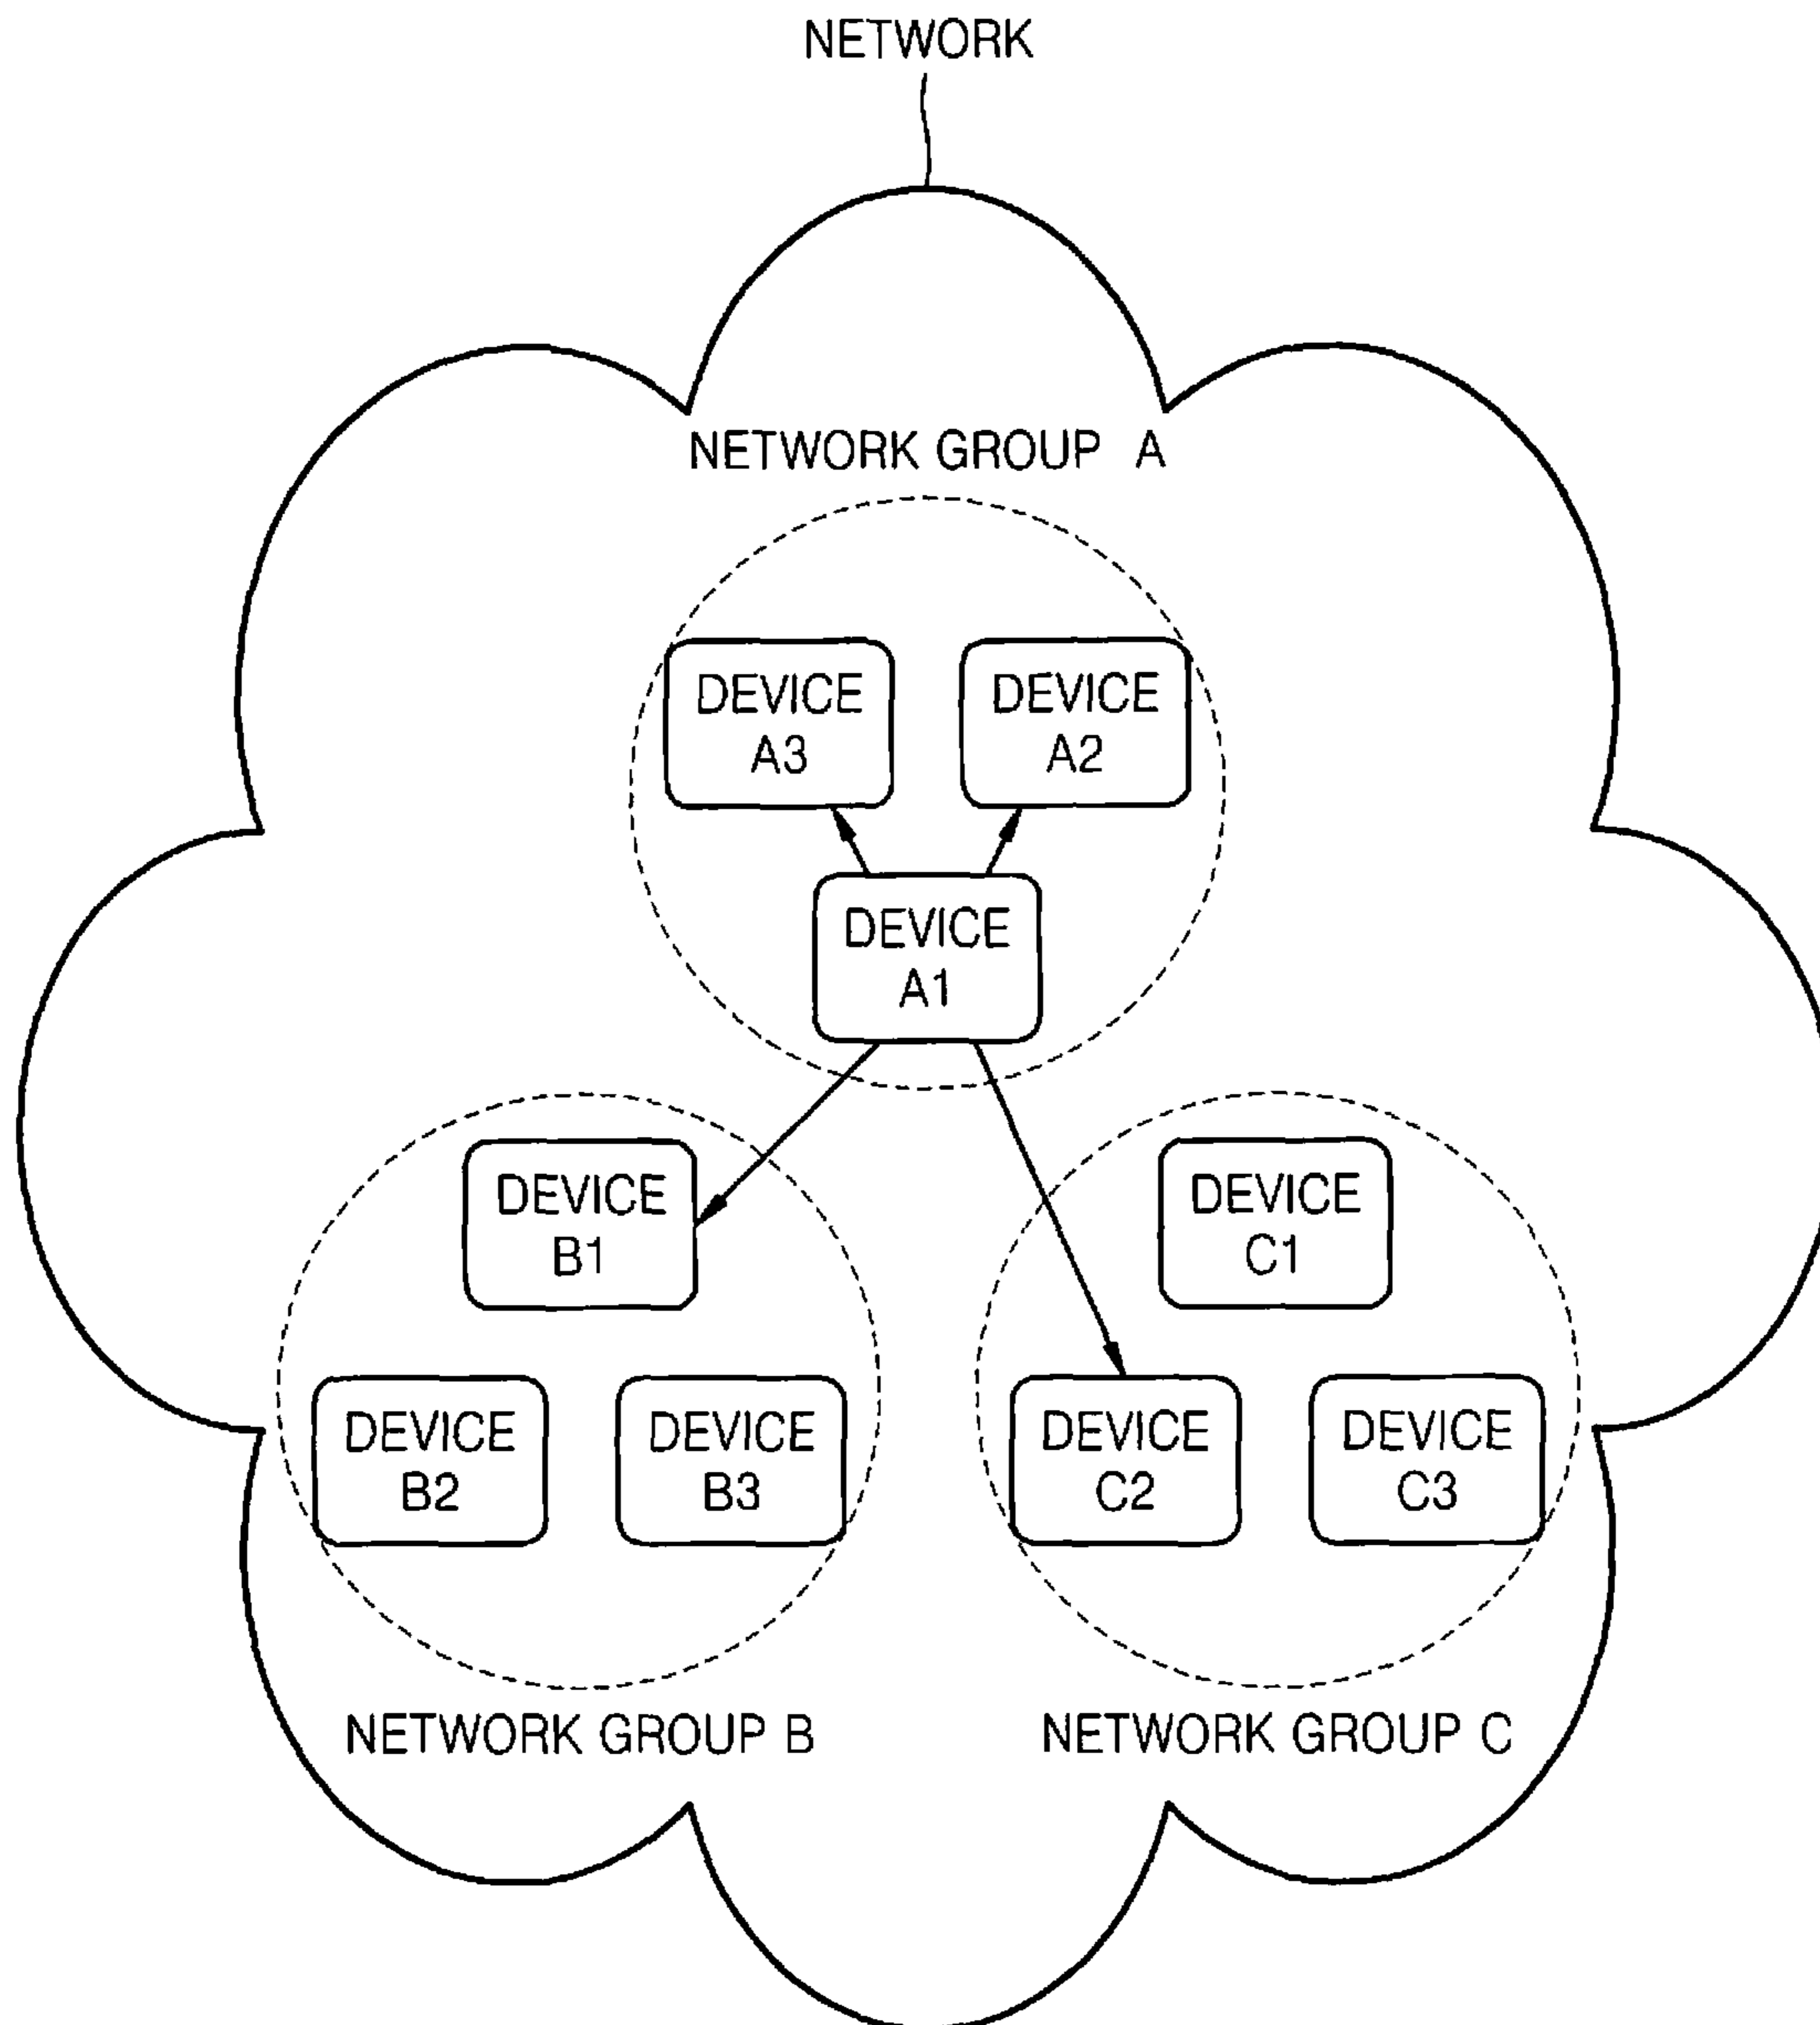 NETWORK
NETWORK GROUP A
DEVICE
A3
DEVICE
A2
DEVICE
A1
DEVICE
B1
DEVICE
C1
DEVICE
B2
DEVICE
B3
DEVICE
C2
DEVICE
C3
NETWORK GROUP B
NETWORK GROUP C